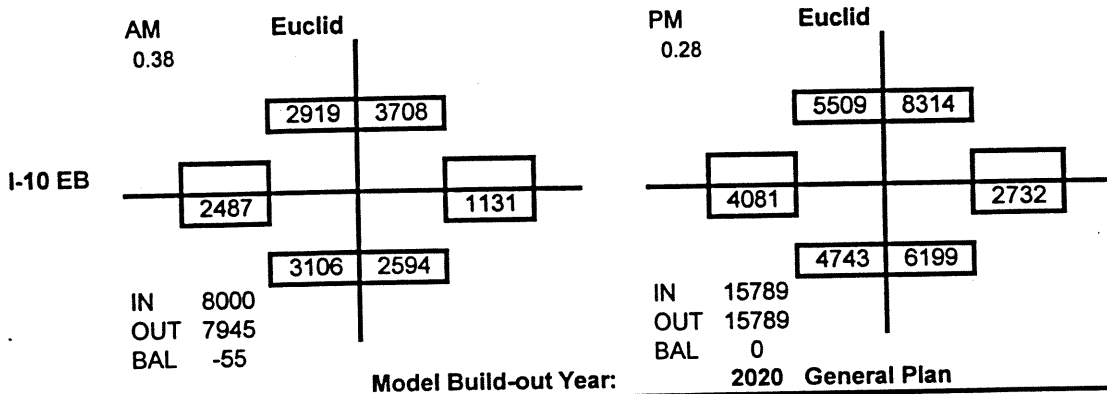 AM Euclid PM Euclid
0.38 0.28
2919 3708 5509 8314
I-10 EB
2487 1131 4081 2732
3106 2594 4743 6199
IN 8000 IN 15789
OUT 7945 OUT 15789
BAL -55 BAL 0
Model Build-out Year: 2020 General Plan